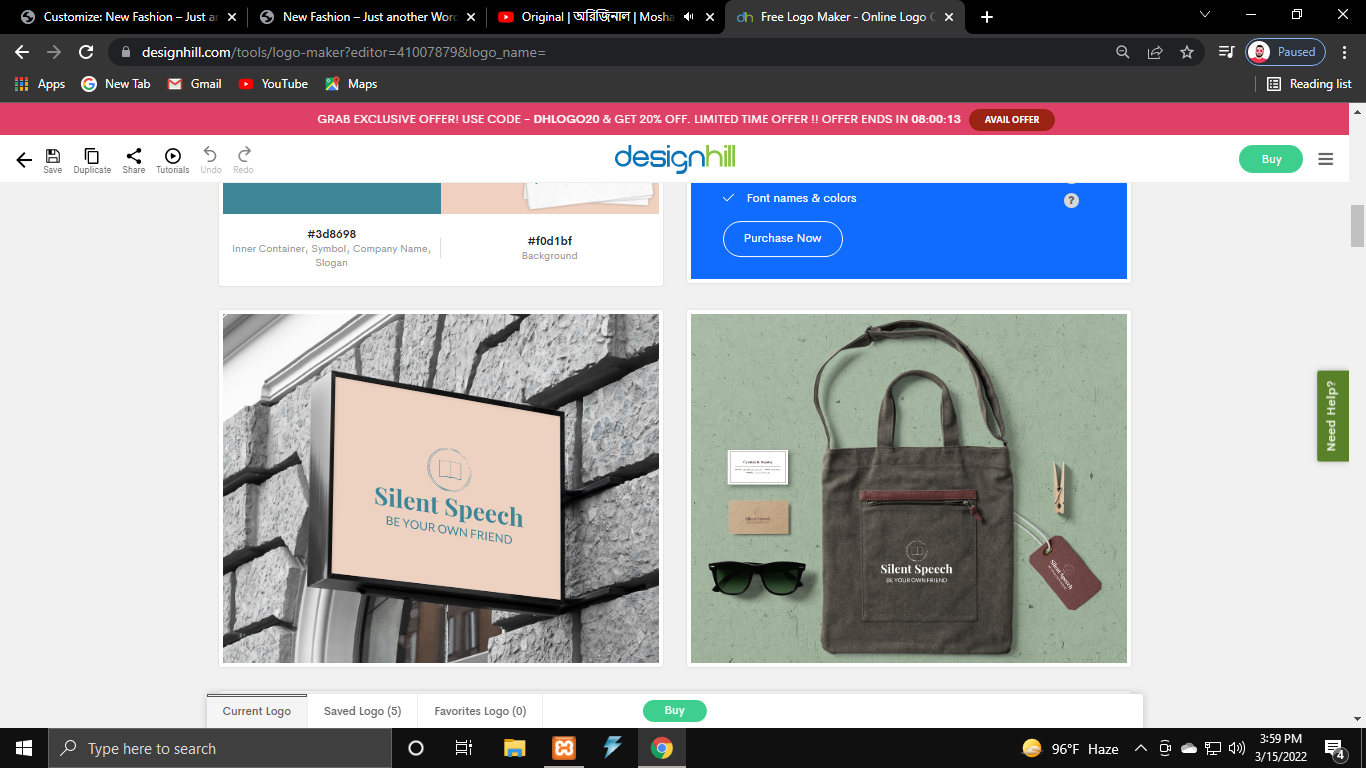 Customize: New Fashion – Just ar
New Fashion – Just another Word
Original | অরিজিনাল | Mosha
Free Logo Maker - Online Logo C
designhill.com/tools/logo-maker?editor=41007879&logo_name=
Paused
Apps
New Tab
Gmail
YouTube
Maps
Reading list
GRAB EXCLUSIVE OFFER! USE CODE - DHLOGO20 & GET 20% OFF. LIMITED TIME OFFER !! OFFER ENDS IN 08:00:13
AVAIL OFFER
Save
Duplicate
Share
Tutorials
Undo
Redo
designhill
Buy
#3d8698
Inner Container, Symbol, Company Name,
Slogan
#f0d1bf
Background
Font names & colors
?
Purchase Now
Silent Speech
BE YOUR OWN FRIEND
Silent Speech
Silent Speech
BE YOUR OWN FRIEND
Silent Speech
Need Help?
Current Logo
Saved Logo (5)
Favorites Logo (0)
Buy
Type here to search
96°F Haze
3:59 PM
3/15/2022
4